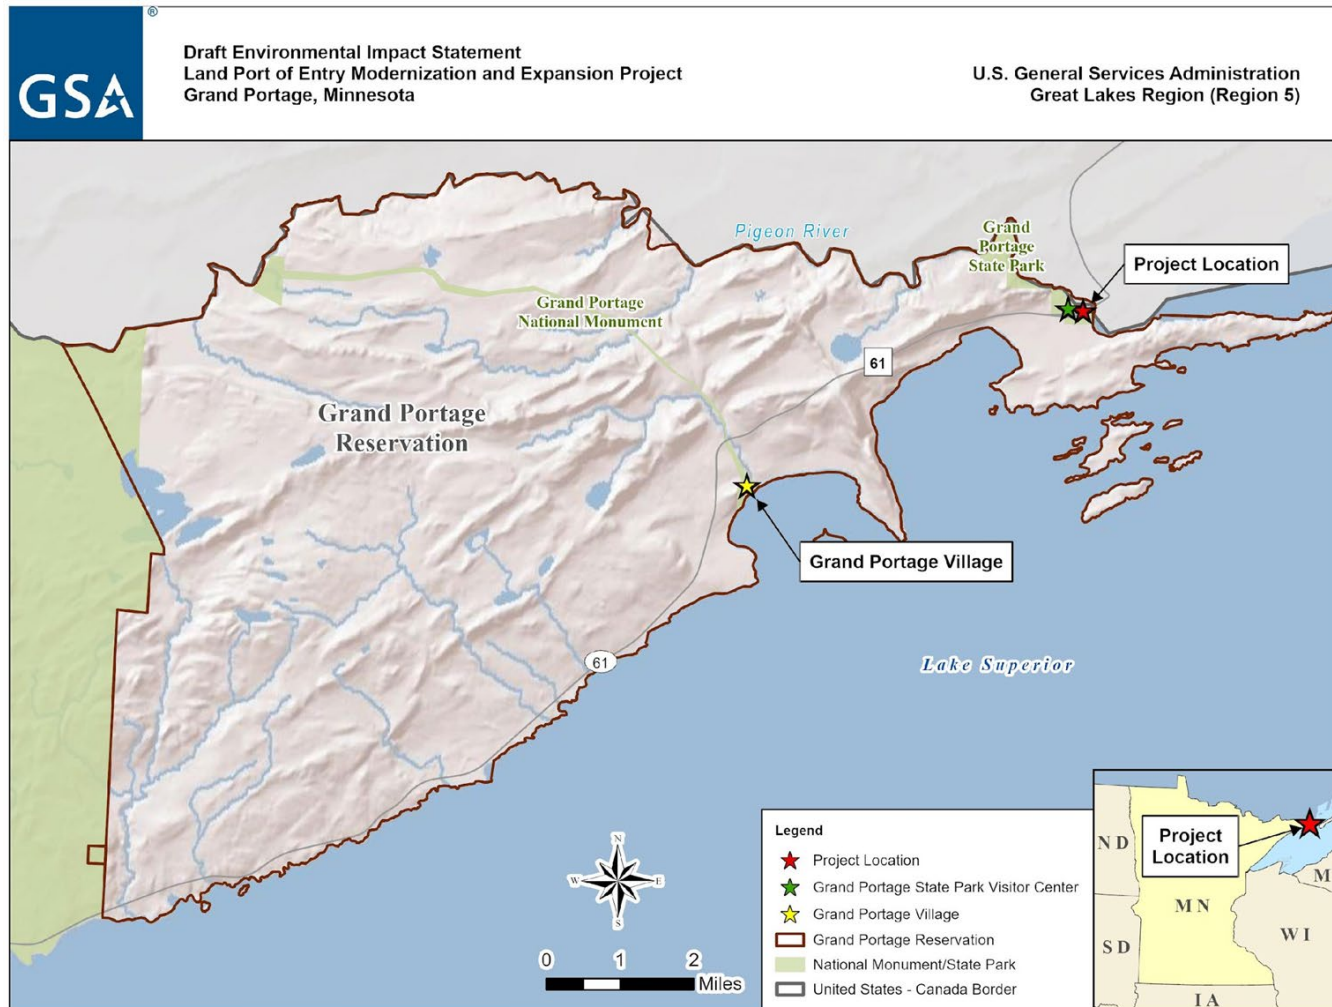 GSA
®
Draft Environmental Impact Statement
Land Port of Entry Modernization and Expansion Project
Grand Portage, Minnesota
U.S. General Services Administration
Great Lakes Region (Region 5)
Pigeon River
Grand
Portage
State Park
Project Location
Grand Portage
National Monument
61
Grand Portage
Reservation
Grand Portage Village
61
Lake Superior
N
W
E
S
0 1 2
Miles
Legend
Project Location
Grand Portage State Park Visitor Center
Grand Portage Village
Grand Portage Reservation
National Monument/State Park
United States - Canada Border
Project
Location
ND
M
MN
WI
SD
IA